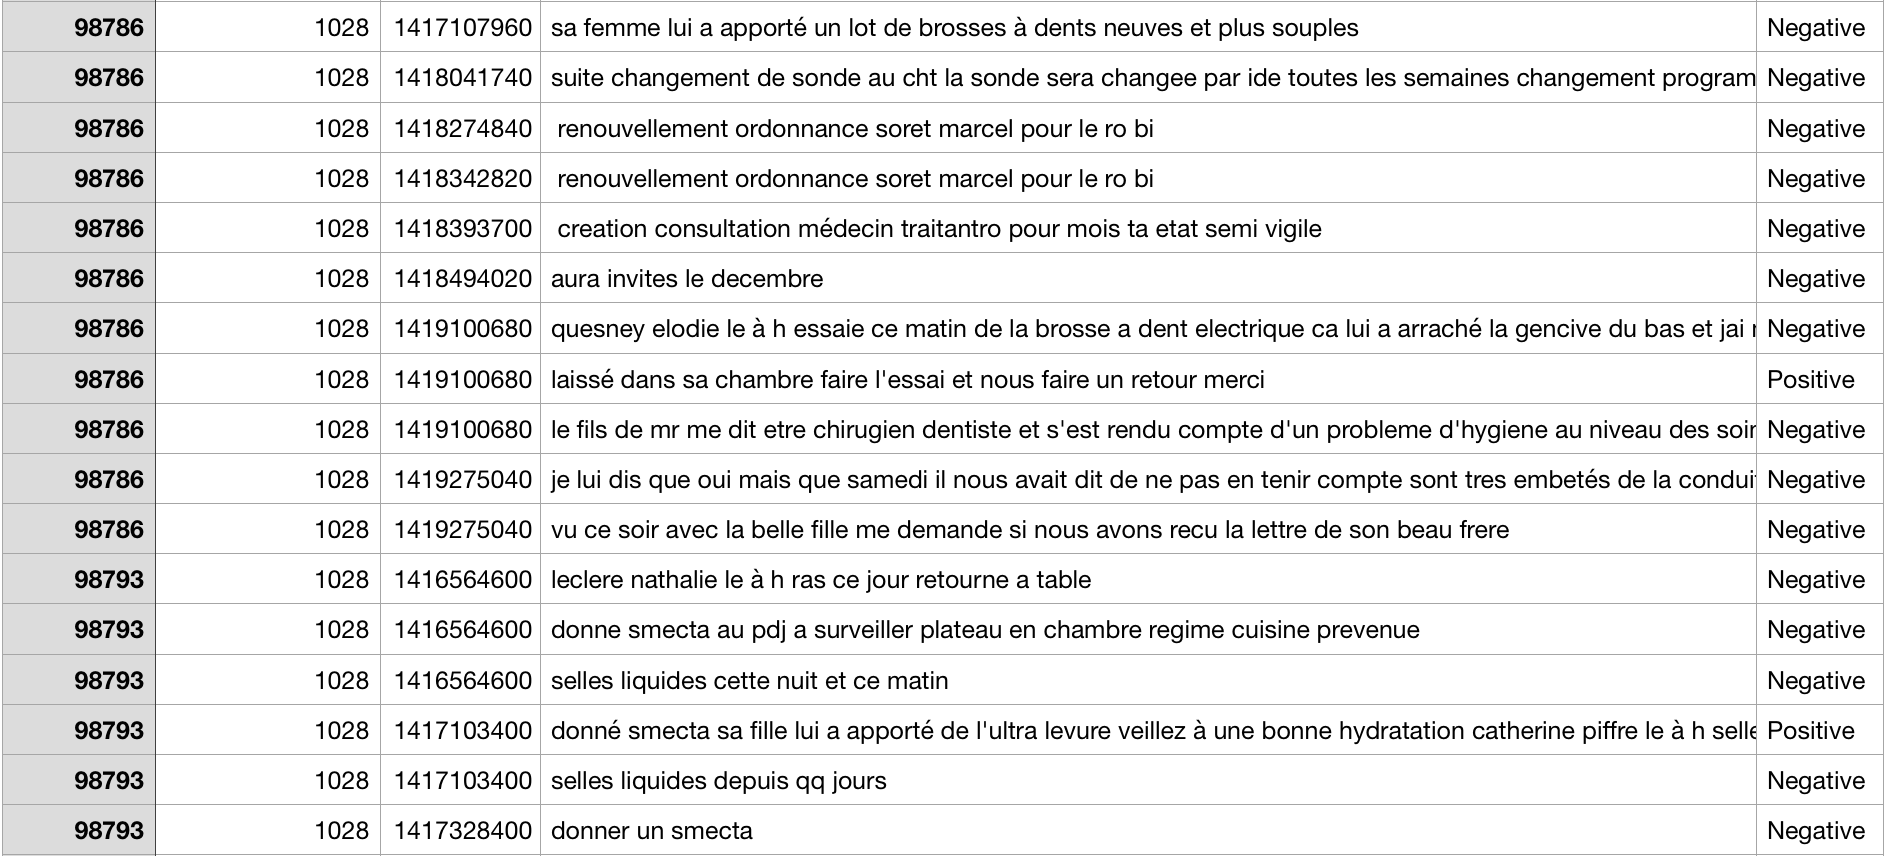 98786 1028 1417107960 sa femme lui a apporté un lot de brosses à dents neuves et plus souples Negative
98786 1028 1418041740 suite changement de sonde au cht la sonde sera changee par ide toutes les semaines changement program Negative
98786 1028 1418274840 renouvellement ordonnance soret marcel pour le ro bi Negative
98786 1028 1418342820 renouvellement ordonnance soret marcel pour le ro bi Negative
98786 1028 1418393700 creation consultation médecin traitantro pour mois ta etat semi vigile Negative
98786 1028 1418494020 aura invites le decembre Negative
98786 1028 1419100680 quesney elodie le à h essaie ce matin de la brosse a dent electrique ca lui a arraché la gencive du bas et jai Negative
98786 1028 1419100680 laissé dans sa chambre faire l'essai et nous faire un retour merci Positive
98786 1028 1419100680 le fils de mr me dit etre chirugien dentiste et s'est rendu compte d'un probleme d'hygiene au niveau des soin Negative
98786 1028 1419275040 je lui dis que oui mais que samedi il nous avait dit de ne pas en tenir compte sont tres embetés de la conduit Negative
98786 1028 1419275040 vu ce soir avec la belle fille me demande si nous avons recu la lettre de son beau frere Negative
98793 1028 1416564600 leclere nathalie le à h ras ce jour retourne a table Negative
98793 1028 1416564600 donne smecta au pdj a surveiller plateau en chambre regime cuisine prevenue Negative
98793 1028 1416564600 selles liquides cette nuit et ce matin Negative
98793 1028 1417103400 donné smecta sa fille lui a apporté de l'ultra levure veillez à une bonne hydratation catherine piffre le à h selle Positive
98793 1028 1417103400 selles liquides depuis qq jours Negative
98793 1028 1417328400 donner un smecta Negative